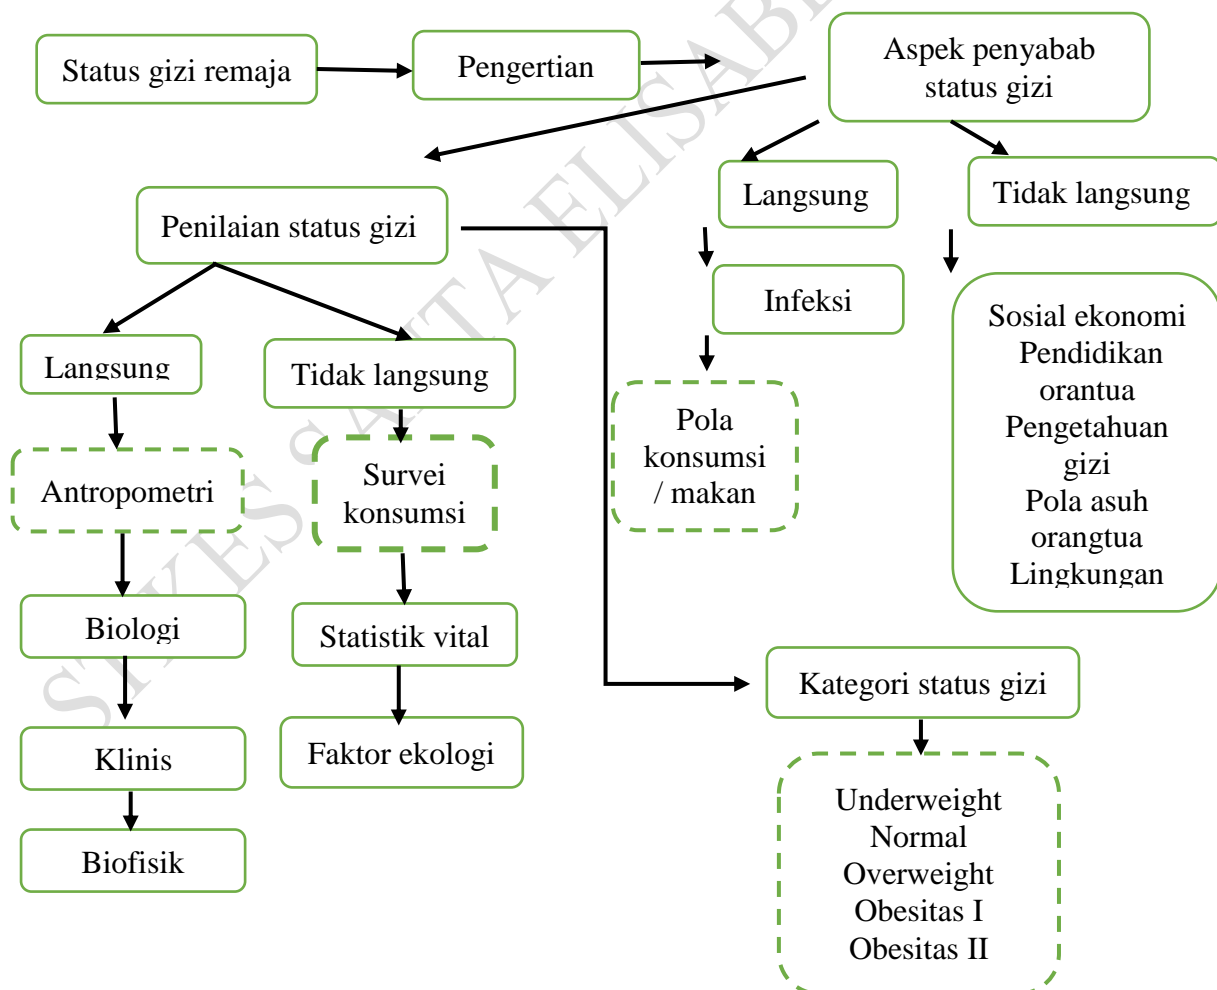 Status gizi remaja
Pengertian
Aspek penyabab
status gizi
Langsung
Tidak langsung
Penilaian status gizi
Infeksi
Sosial ekonomi
Pendidikan
orantua
Pengetahuan
gizi
Pola asuh
orangtua
Lingkungan
Langsung
Tidak langsung
Pola
konsumsi
/ makan
Antropometri
Survei
konsumsi
Biologi
Statistik vital
Kategori status gizi
Klinis
Faktor ekologi
Underweight
Normal
Overweight
Obesitas I
Obesitas II
Biofisik